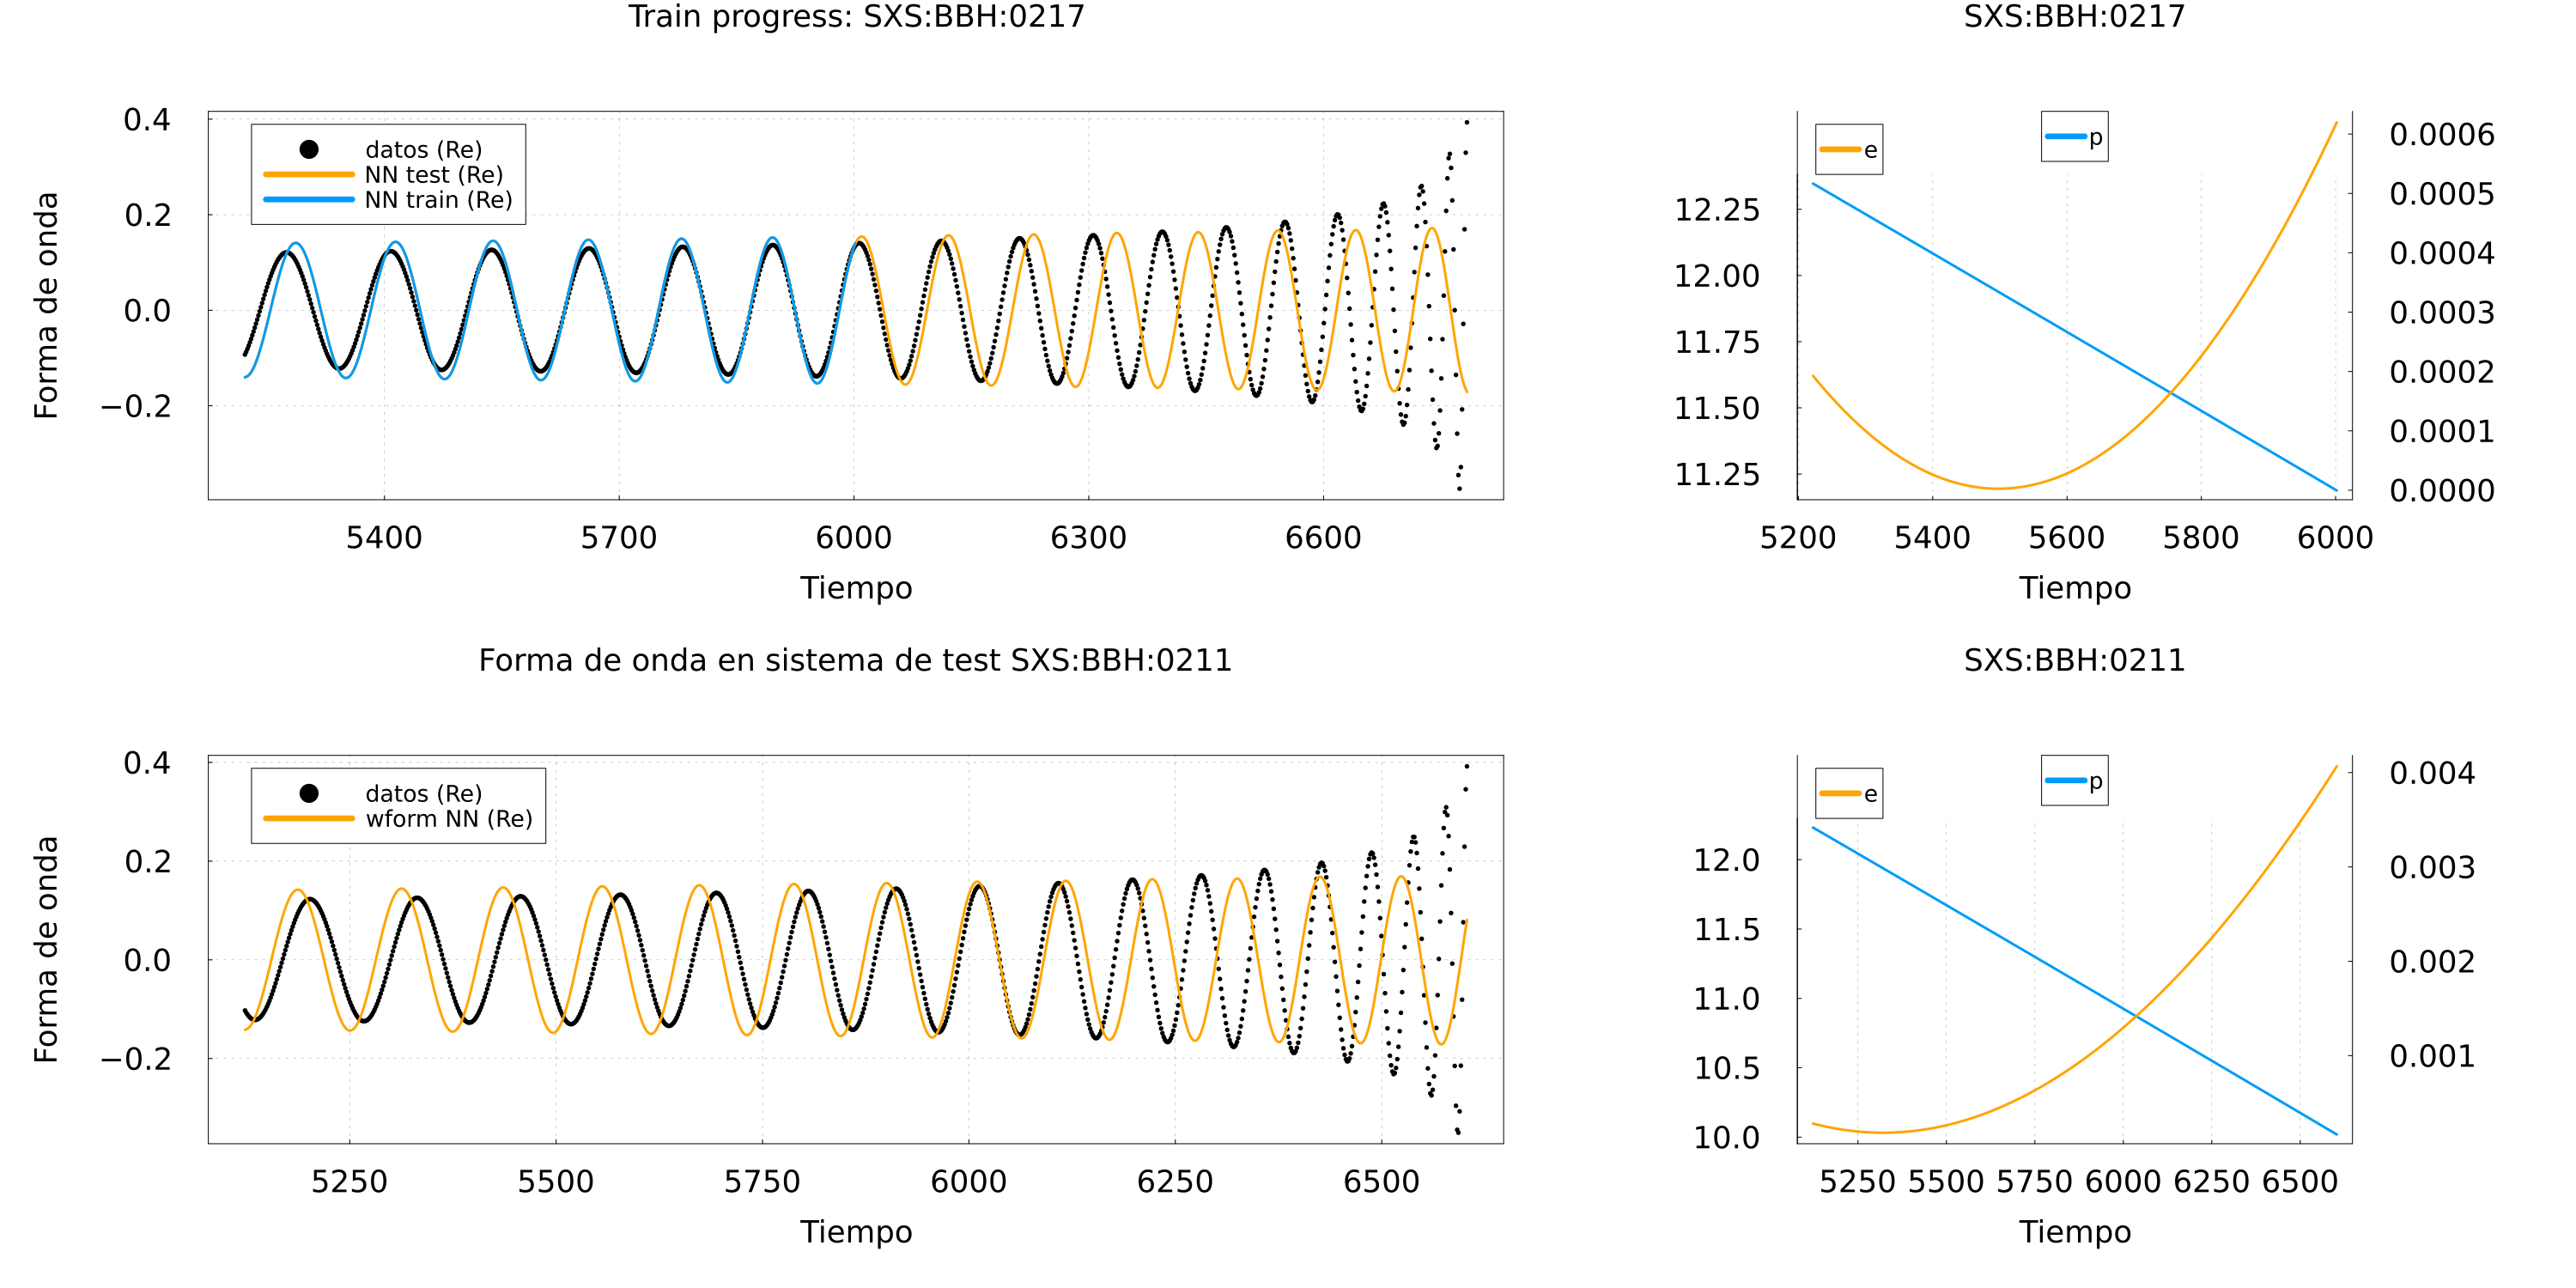 Train progress: SXS:BBH:0217
Forma de onda
0.4
0.2
0.0
−0.2
datos (Re)
NN test (Re)
NN train (Re)
5400 5700 6000 6300 6600
Tiempo
SXS:BBH:0217
e
p
12.25
12.00
11.75
11.50
11.25
0.0006
0.0005
0.0004
0.0003
0.0002
0.0001
0.0000
5200 5400 5600 5800 6000
Tiempo
Forma de onda en sistema de test SXS:BBH:0211
Forma de onda
0.4
0.2
0.0
−0.2
datos (Re)
wform NN (Re)
5250 5500 5750 6000 6250 6500
Tiempo
SXS:BBH:0211
e
p
12.0
11.5
11.0
10.5
10.0
0.004
0.003
0.002
0.001
5250 5500 5750 6000 6250 6500
Tiempo